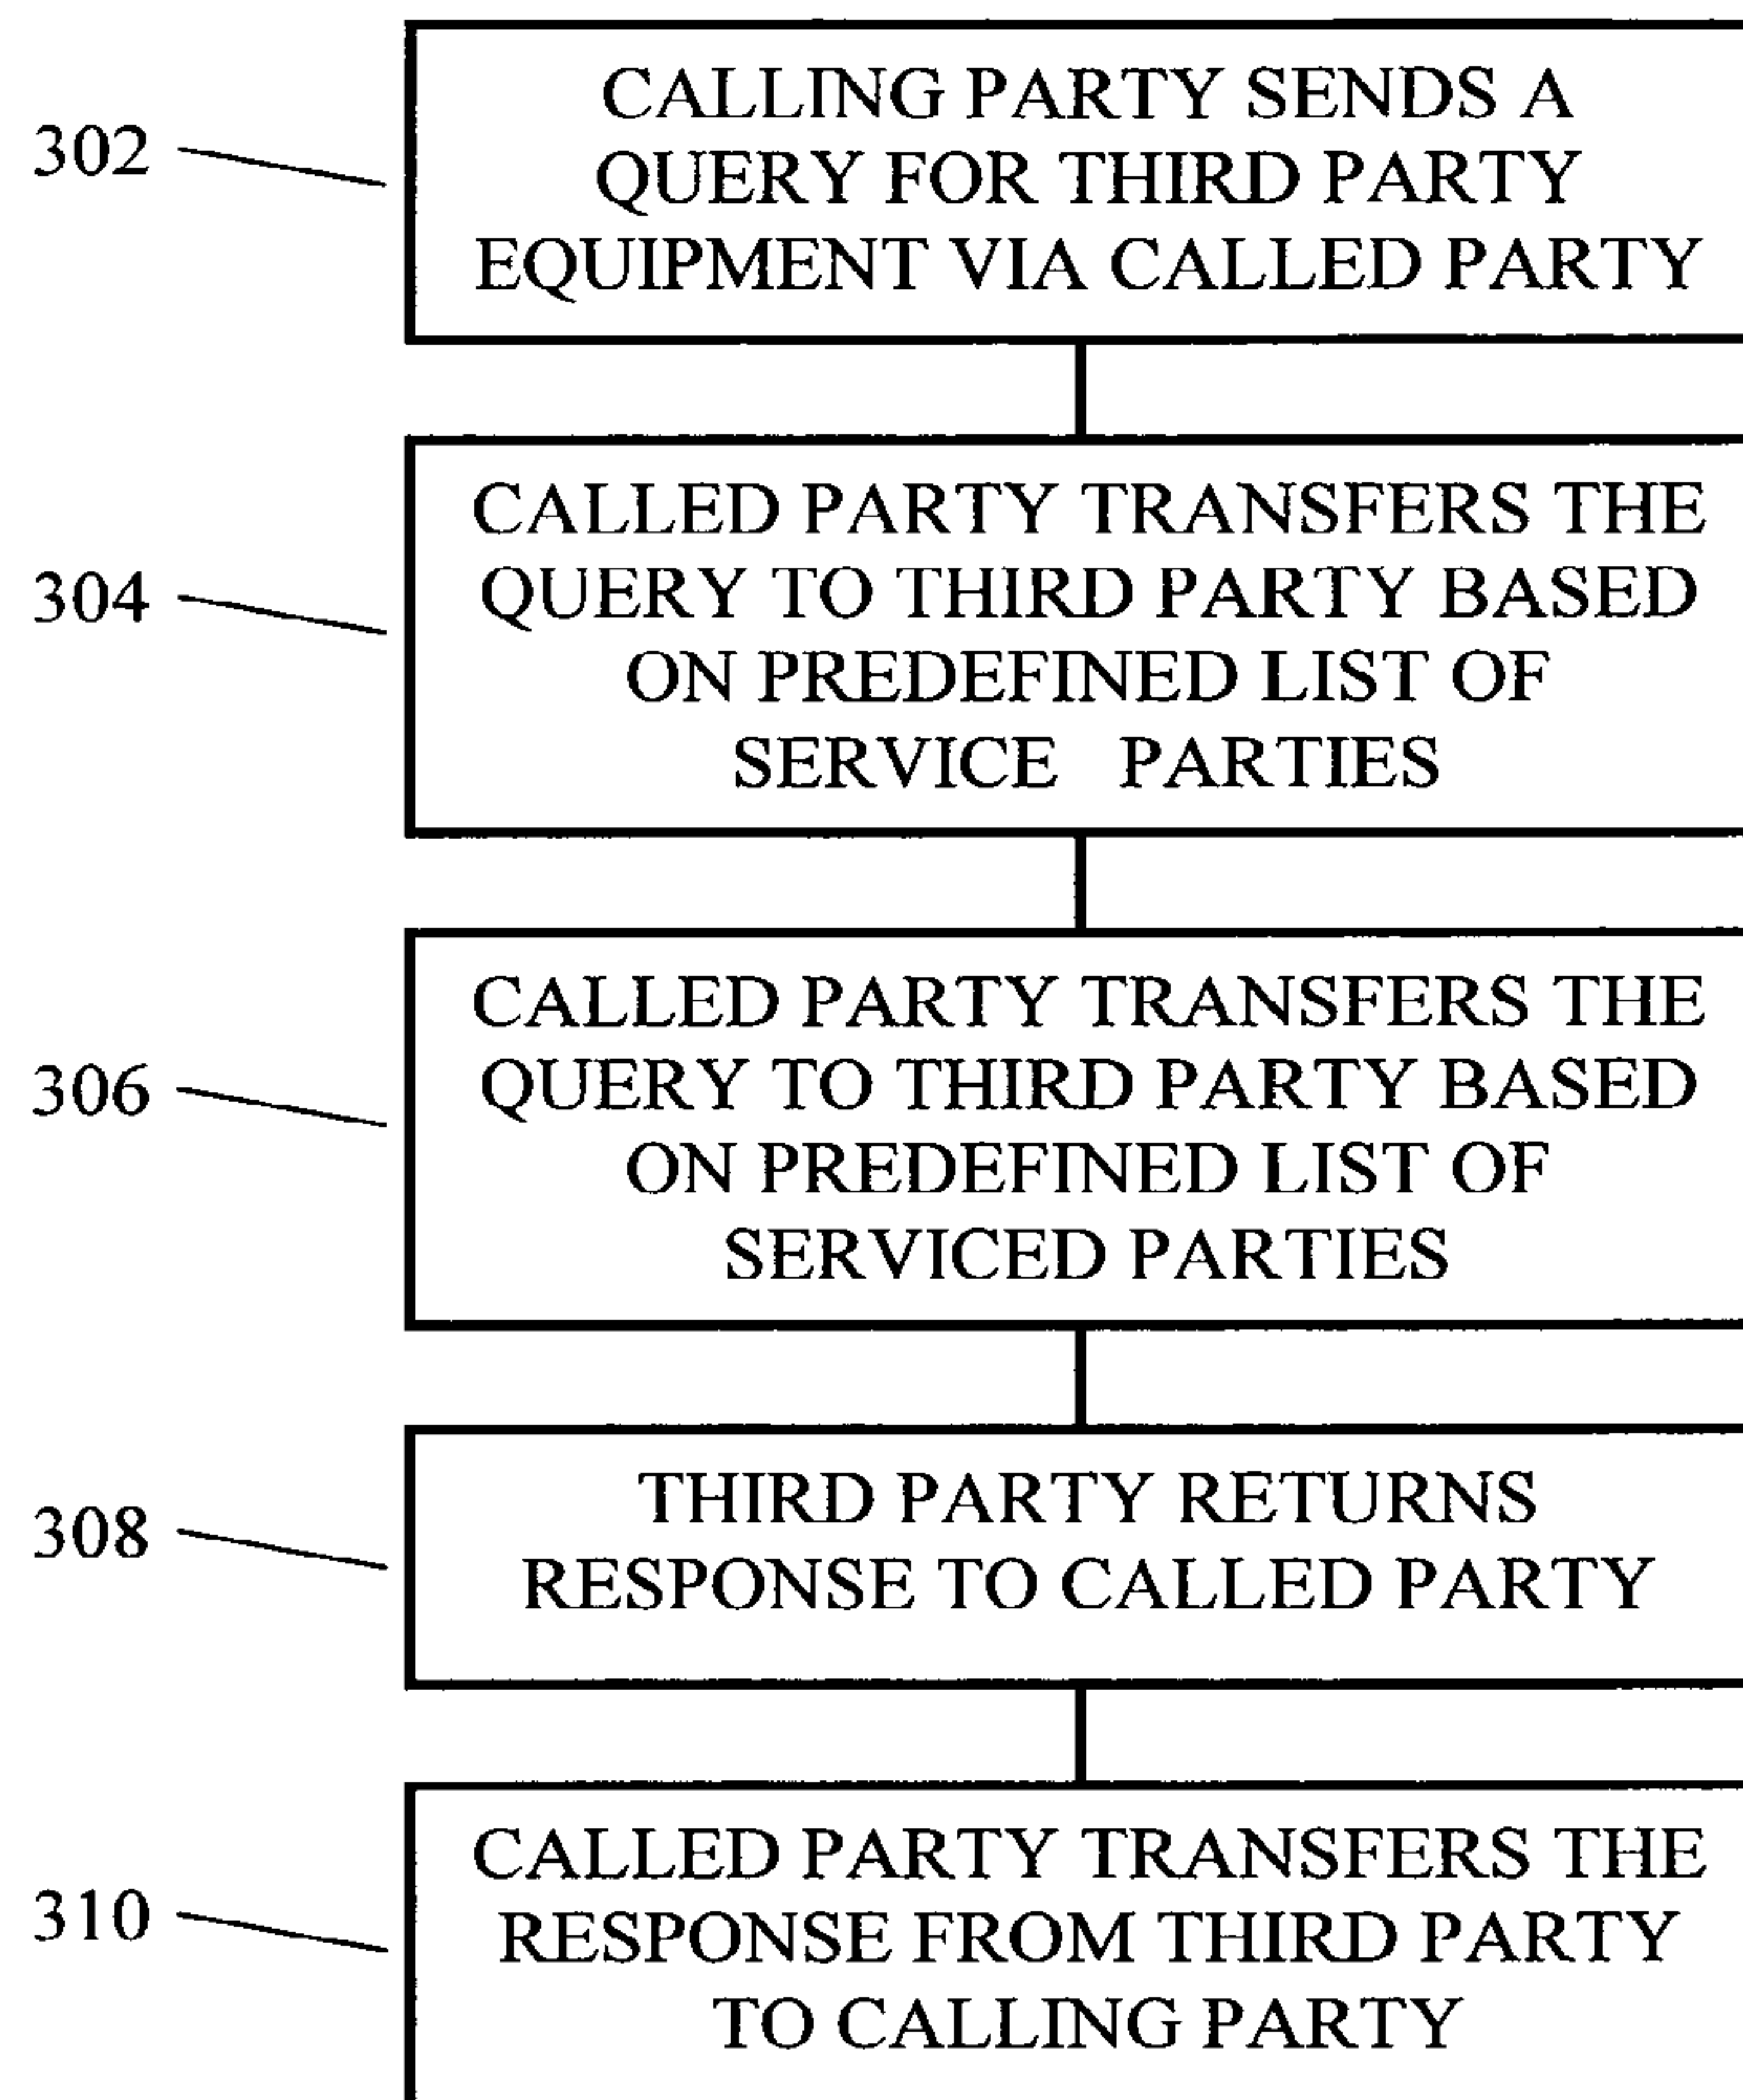 CALLING PARTY SENDS A
302
QUERY FOR THIRD PARTY
EQUIPMENT VIA CALLED PARTY
CALLED PARTY TRANSFERS THE
304
QUERY TO THIRD PARTY BASED
ON PREDEFINED LIST OF
SERVICE PARTIES
CALLED PARTY TRANSFERS THE
306
QUERY TO THIRD PARTY BASED
ON PREDEFINED LIST OF
SERVICED PARTIES
THIRD PARTY RETURNS
308
RESPONSE TO CALLED PARTY
CALLED PARTY TRANSFERS THE
310
RESPONSE FROM THIRD PARTY
TO CALLING PARTY